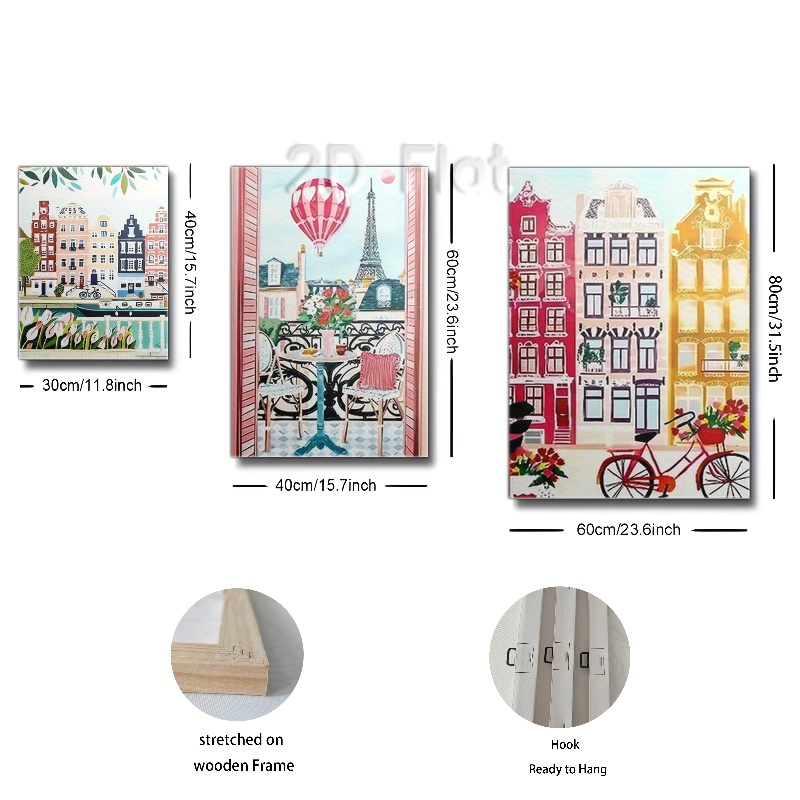 2D Flat
40cm/15.7inch
30cm/11.8inch
60cm/23.6inch
40cm/15.7inch
80cm/31.5inch
60cm/23.6inch
stretched on
wooden Frame
Hook
Ready to Hang